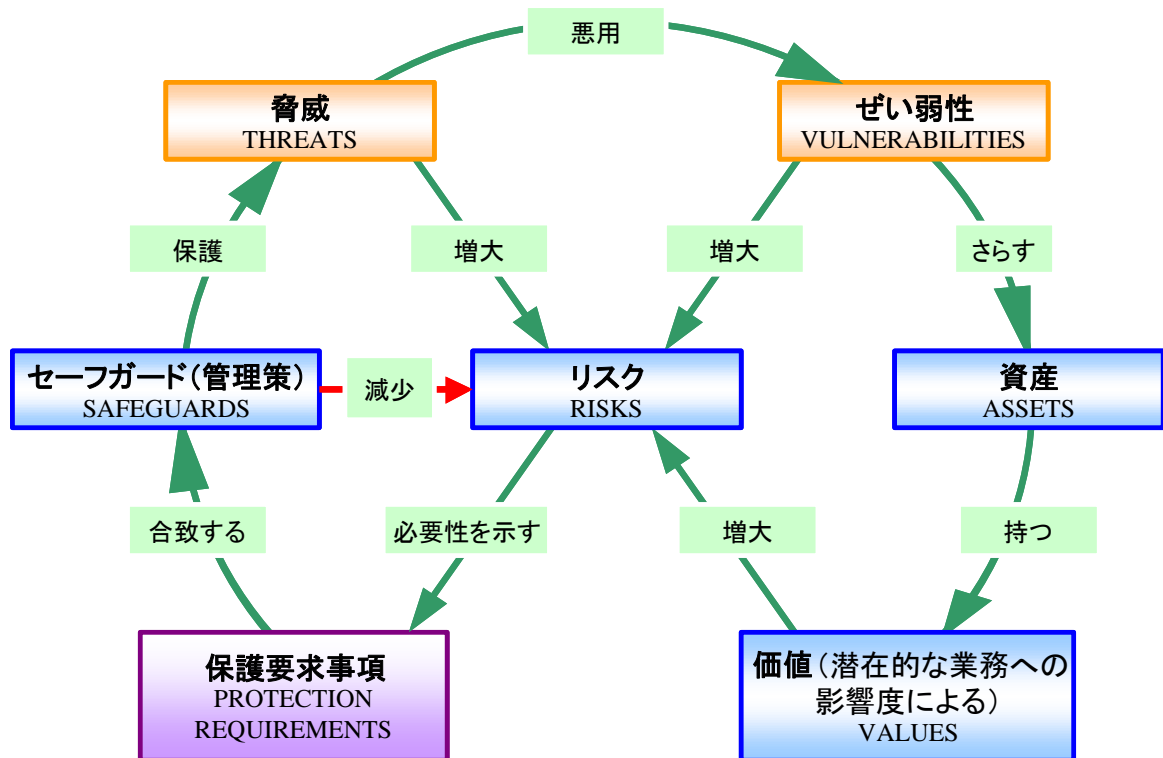 悪用
脅威
THREATS
ぜい弱性
VULNERABILITIES
保護
増大
増大
さらす
セーフガード(管理策)
SAFEGUARDS
減少
リスク
RISKS
資産
ASSETS
合致する
必要性を示す
増大
持つ
保護要求事項
PROTECTION
REQUIREMENTS
価値(潜在的な業務への
影響度による)
VALUES